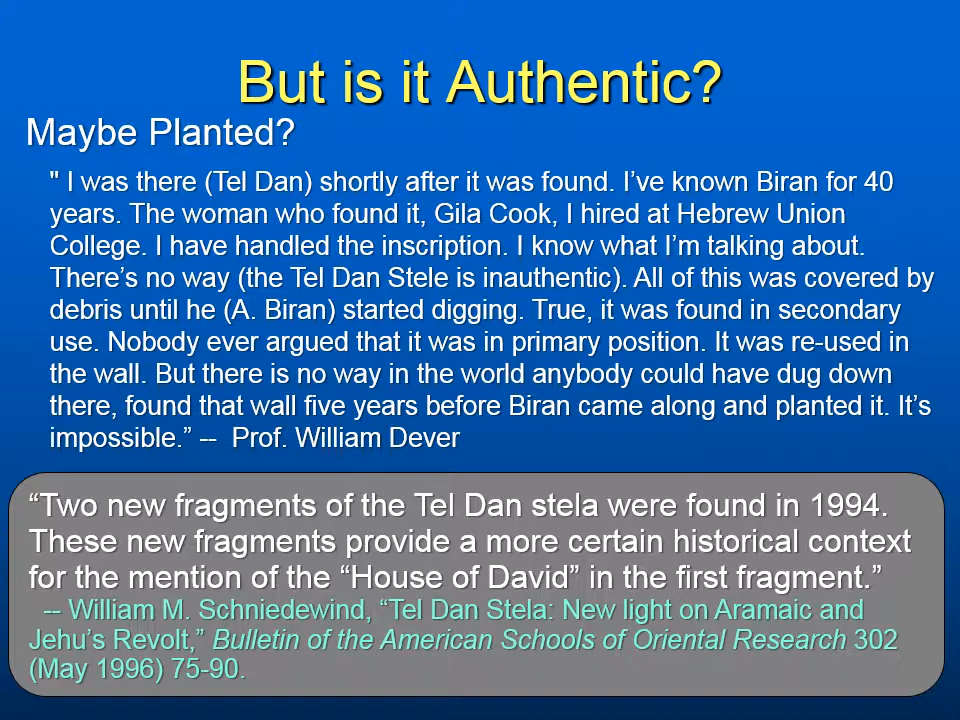 But is it Authentic?
Maybe Planted?
" I was there (Tel Dan) shortly after it was found. I’ve known Biran for 40
years. The woman who found it, Gila Cook, I hired at Hebrew Union
College. I have handled the inscription. I know what I’m talking about.
There’s no way (the Tel Dan Stele is inauthentic). All of this was covered by
debris until he (A. Biran) started digging. True, it was found in secondary
use. Nobody ever argued that it was in primary position. It was re-used in
the wall. But there is no way in the world anybody could have dug down
there, found that wall five years before Biran came along and planted it. It’s
impossible.” -- Prof. William Dever
“Two new fragments of the Tel Dan stela were found in 1994.
These new fragments provide a more certain historical context
for the mention of the “House of David” in the first fragment.”
-- William M. Schniedewind, “Tel Dan Stela: New light on Aramaic and
Jehu’s Revolt,” Bulletin of the American Schools of Oriental Research 302
(May 1996) 75-90.